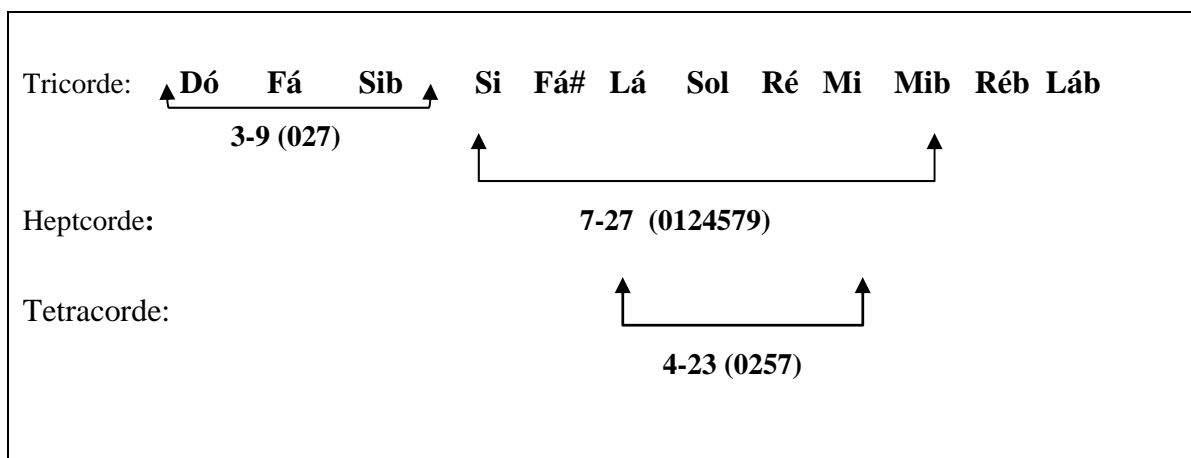 Tricorde: Dó Fá Sib Si Fá# Lá Sol Ré Mi Mib Réb Láb
3-9 (027)
Heptcorde: 7-27 (0124579)
Tetracorde:
4-23 (0257)